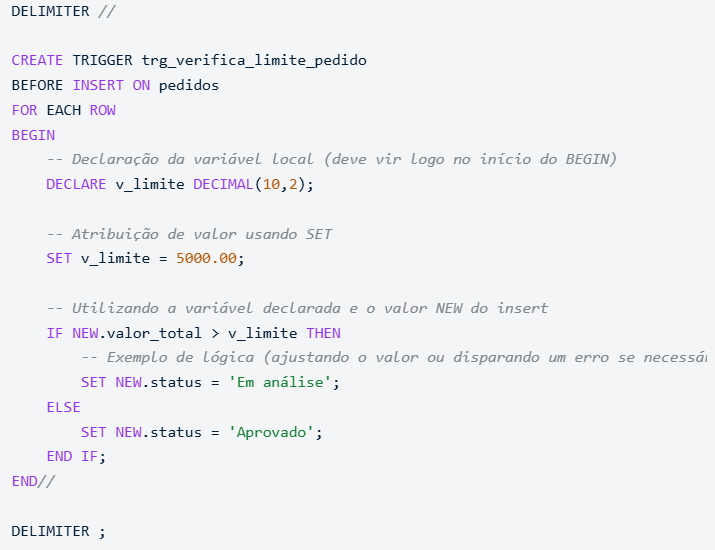 DELIMITER //
CREATE TRIGGER trg_verifica_limite_pedido
BEFORE INSERT ON pedidos
FOR EACH ROW
BEGIN
    -- Declaração da variável local (deve vir logo no início do BEGIN)
    DECLARE v_limite DECIMAL(10,2);
    -- Atribuição de valor usando SET
    SET v_limite = 5000.00;
    -- Utilizando a variável declarada e o valor NEW do insert
    IF NEW.valor_total > v_limite THEN
        -- Exemplo de lógica (ajustando o valor ou disparando um erro se
        SET NEW.status = 'Em análise';
    ELSE
        SET NEW.status = 'Aprovado';
    END IF;
END//
DELIMITER ;